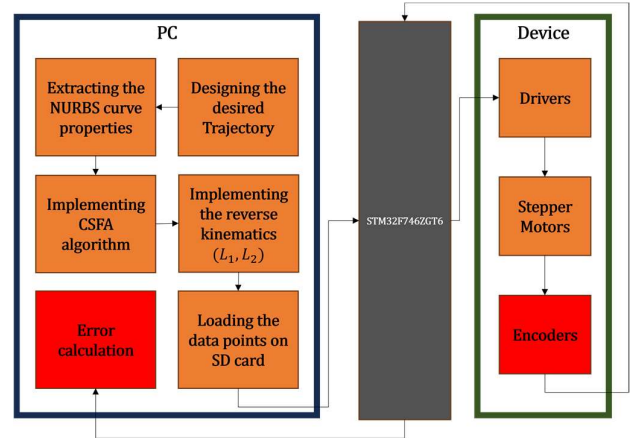 PC
Extracting the
NURBS curve
properties
Designing the
desired
Trajectory
Implementing
CSFA
algorithm
Implementing
the reverse
kinematics
(L₁, L₂)
Error
calculation
Loading the
data points on
SD card
STM32F746ZGT6
Device
Drivers
Stepper
Motors
Encoders